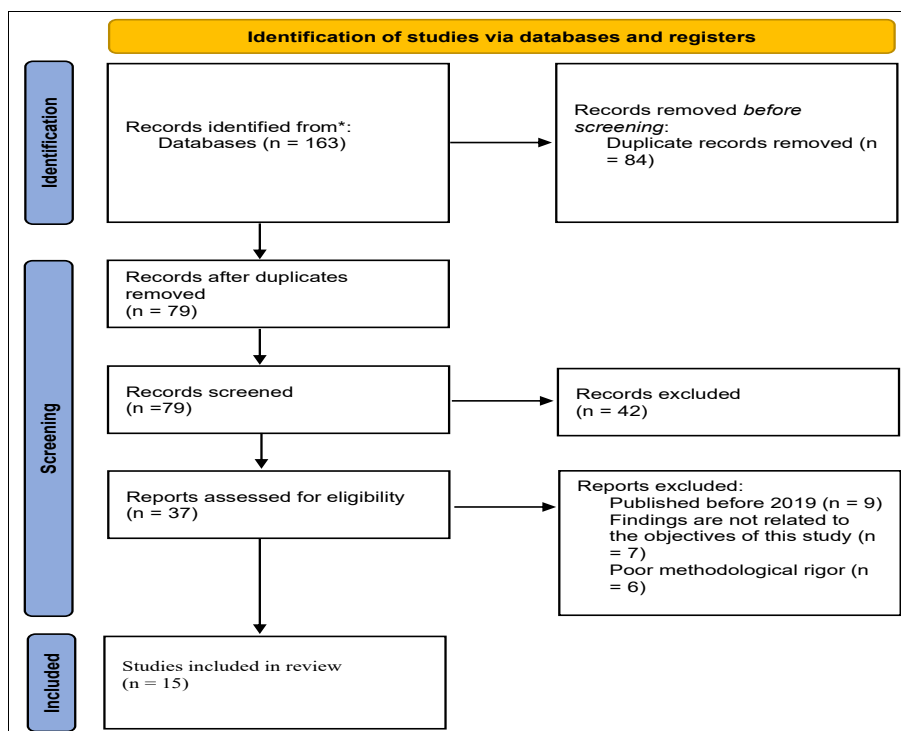 Identification of studies via databases and registers
Identification
Records identified from*:
Databases (n = 163)
Records removed before
screening:
Duplicate records removed (n
= 84)
Screening
Records after duplicates
removed
(n = 79)
Records screened
(n =79)
Records excluded
(n = 42)
Reports assessed for eligibility
(n = 37)
Reports excluded:
Published before 2019 (n = 9)
Findings are not related to
the objectives of this study (n
= 7)
Poor methodological rigor (n
= 6)
Included
Studies included in review
(n = 15)